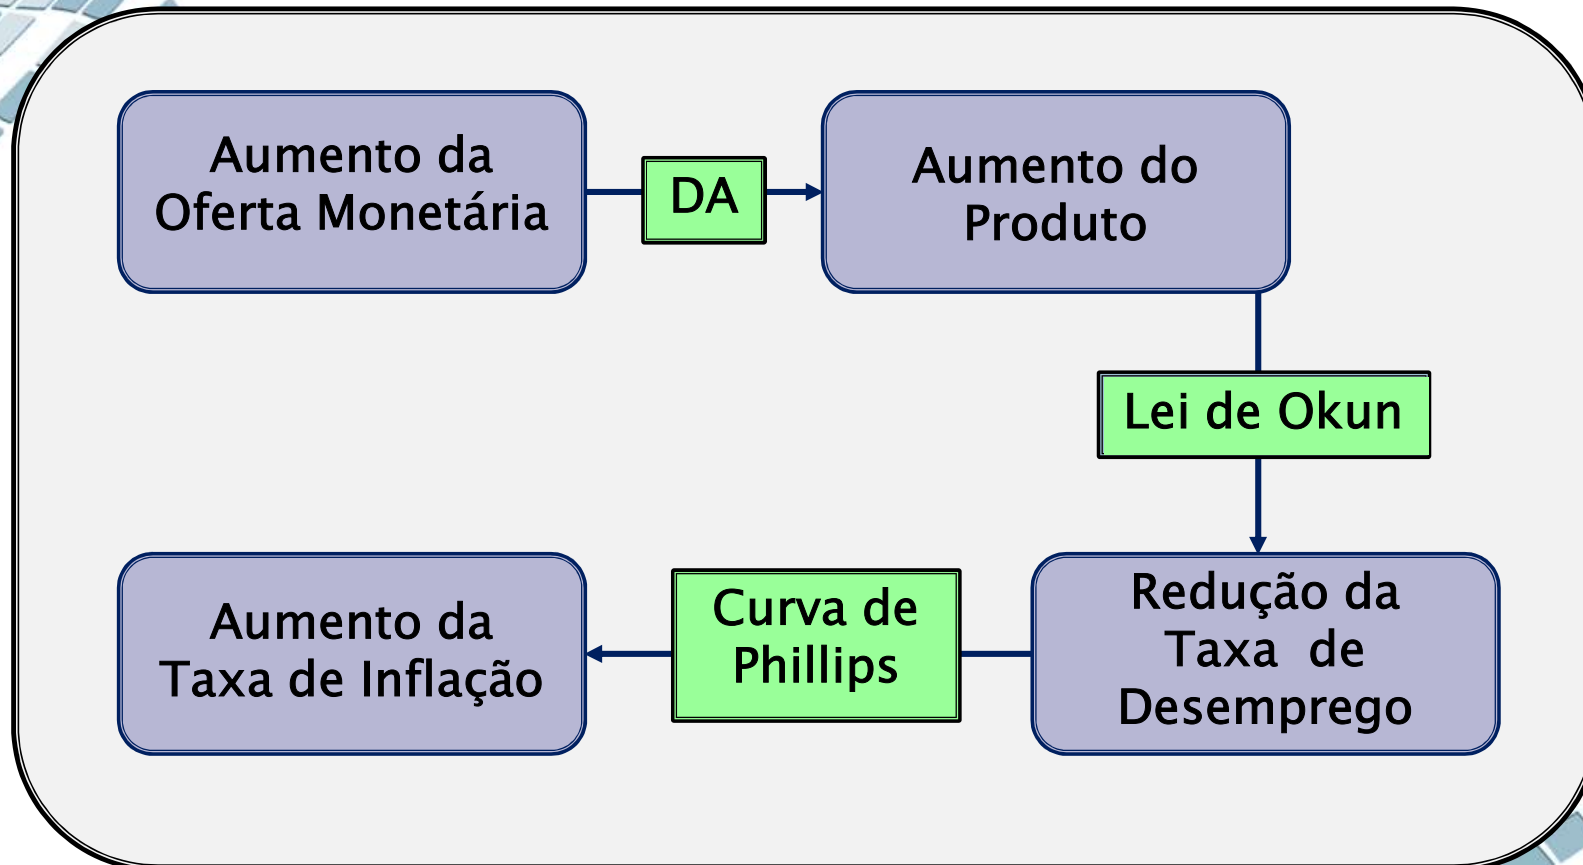 Aumento da
Oferta Monetária
DA
Aumento do
Produto
Lei de Okun
Redução da
Taxa de
Desemprego
Curva de
Phillips
Aumento da
Taxa de Inflação